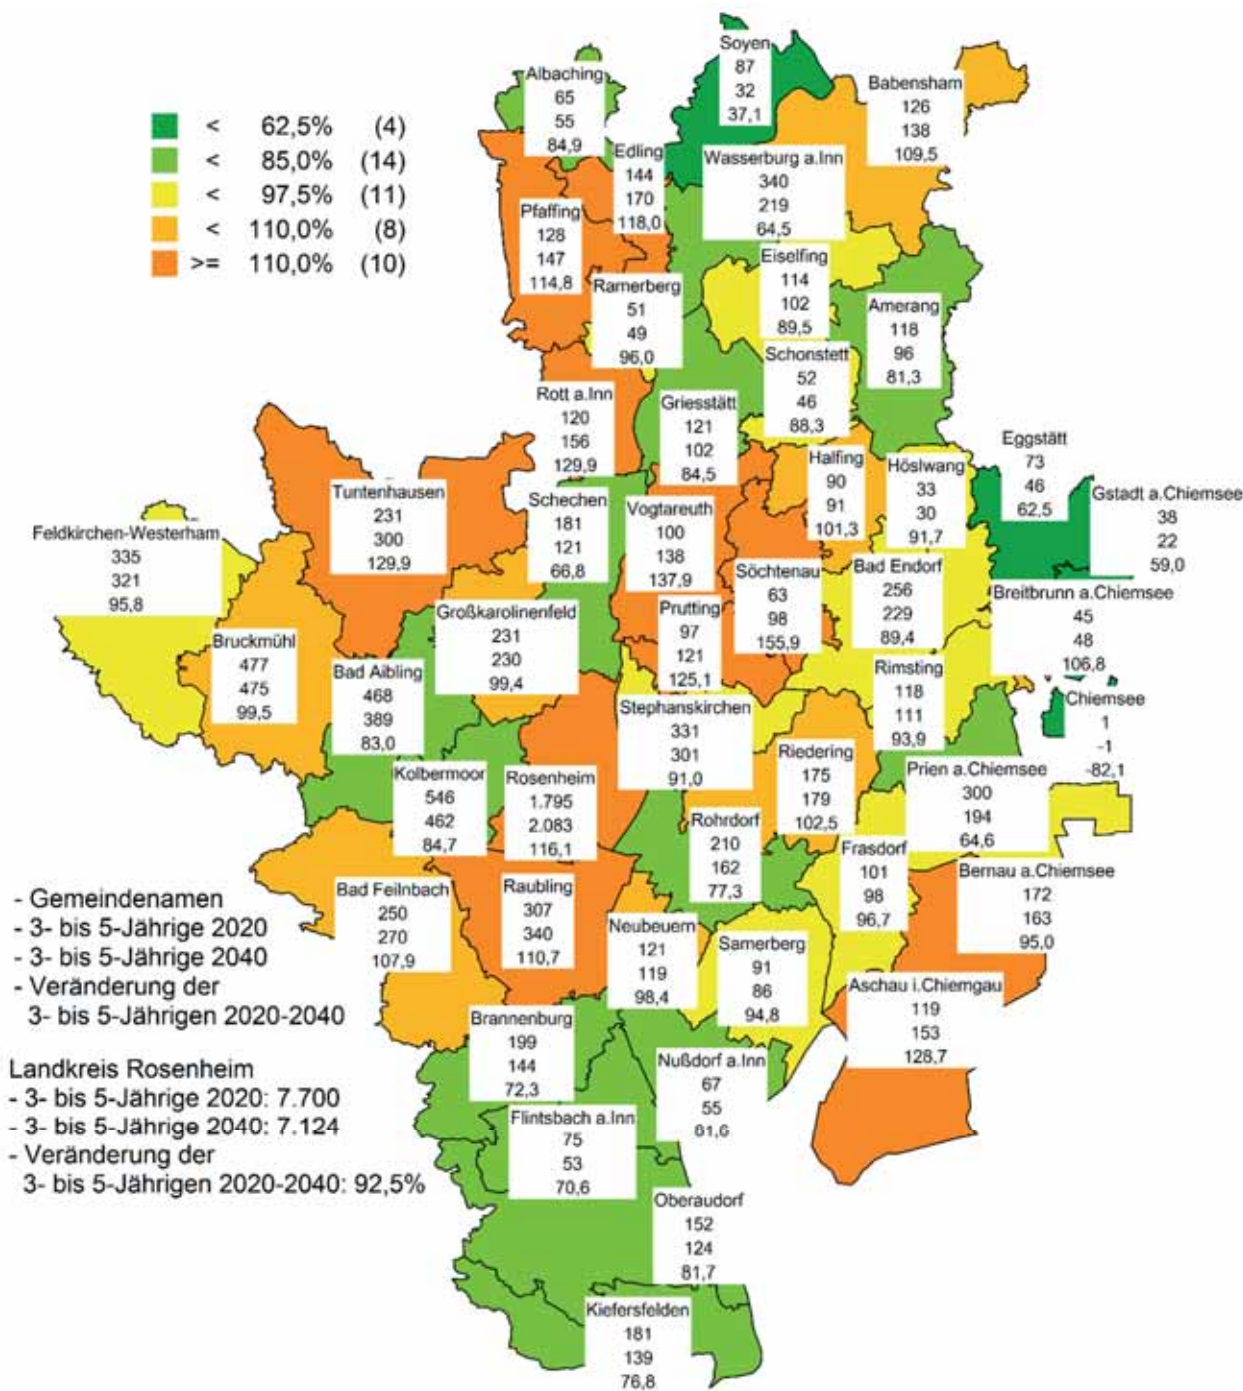 Soyen
87
32
37,1
Albaching
65
55
84,9
Babensham
126
138
109,5
< 62,5% (4)
< 85,0% (14)
< 97,5% (11)
< 110,0% (8)
>= 110,0% (10)
Edling
144
170
118,0
Wasserburg a.Inn
340
219
64,5
Pfaffing
128
147
114,8
Eiselfing
114
102
89,5
Ramerberg
51
49
96,0
Amerang
118
96
81,3
Schonstett
52
46
88,3
Rott a.Inn
120
156
129,9
Griesstätt
121
102
84,5
Eggstätt
73
46
62,5
Halfing
90
91
101,3
Höslwang
33
30
91,7
Gstadt a.Chiemsee
38
22
59,0
Tuntenhausen
231
300
129,9
Schechen
181
121
66,8
Vogtareuth
100
138
137,9
Feldkirchen-Westerham
335
321
95,8
Söchtenau
63
98
155,9
Bad Endorf
256
229
89,4
Breitbrunn a.Chiemsee
45
48
106,8
Großkarolinenfeld
231
230
99,4
Prutting
97
121
125,1
Bruckmühl
477
475
99,5
Bad Aibling
468
389
83,0
Rimsting
118
111
93,9
Chiemsee
1
-1
-82,1
Stephanskirchen
331
301
91,0
Riedering
175
179
102,5
Prien a.Chiemsee
300
194
64,6
Kolbermoor
546
462
84,7
Rosenheim
1.795
2.083
116,1
Rohrdorf
210
162
77,3
Frasdorf
101
98
96,7
Bernau a.Chiemsee
172
163
95,0
Bad Feilnbach
250
270
107,9
Raubling
307
340
110,7
Neubeuern
121
119
98,4
Samerberg
91
86
94,8
Aschau i.Chiemgau
119
153
128,7
- Gemeindenamen
- 3- bis 5-Jährige 2020
- 3- bis 5-Jährige 2040
- Veränderung der
3- bis 5-Jährigen 2020-2040
Brannenburg
199
144
72,3
Nußdorf a.Inn
67
55
Landkreis Rosenheim
- 3- bis 5-Jährige 2020: 7.700
- 3- bis 5-Jährige 2040: 7.124
- Veränderung der
3- bis 5-Jährigen 2020-2040: 92,5%
Flintsbach a.Inn
75
53
70,6
Oberaudorf
152
124
81,7
Kiefersfelden
181
139
76,8